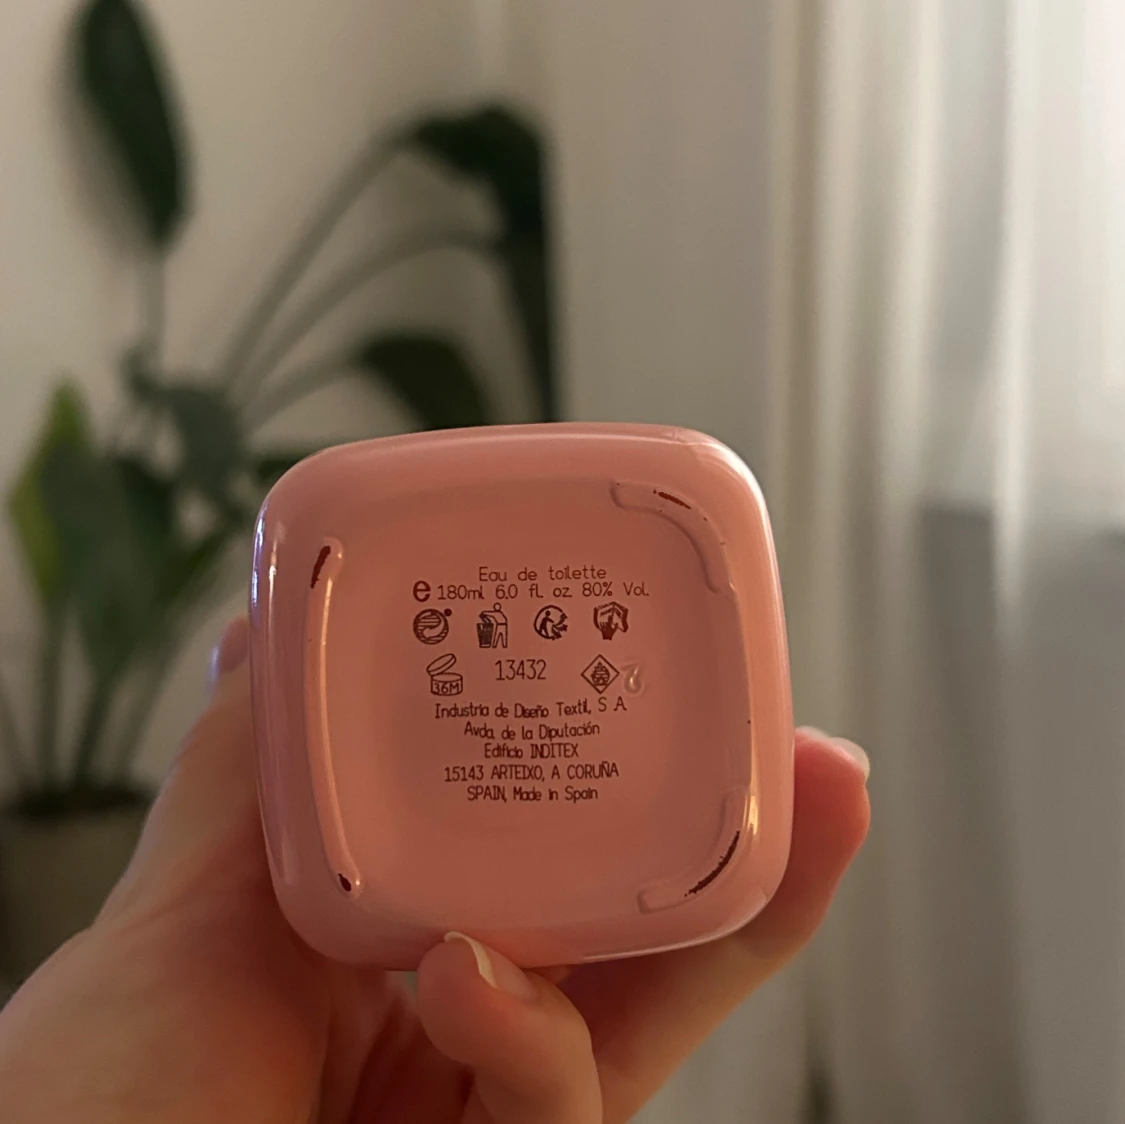 Eau de toilette
e 180ml 6.0 fl. oz. 80% Vol.
36M 13432
Industria de Diseño Textil, S.A.
Avda. de la Diputación
Edificio INDITEX
15143 ARTEIXO, A CORUÑA
SPAIN, Made in Spain